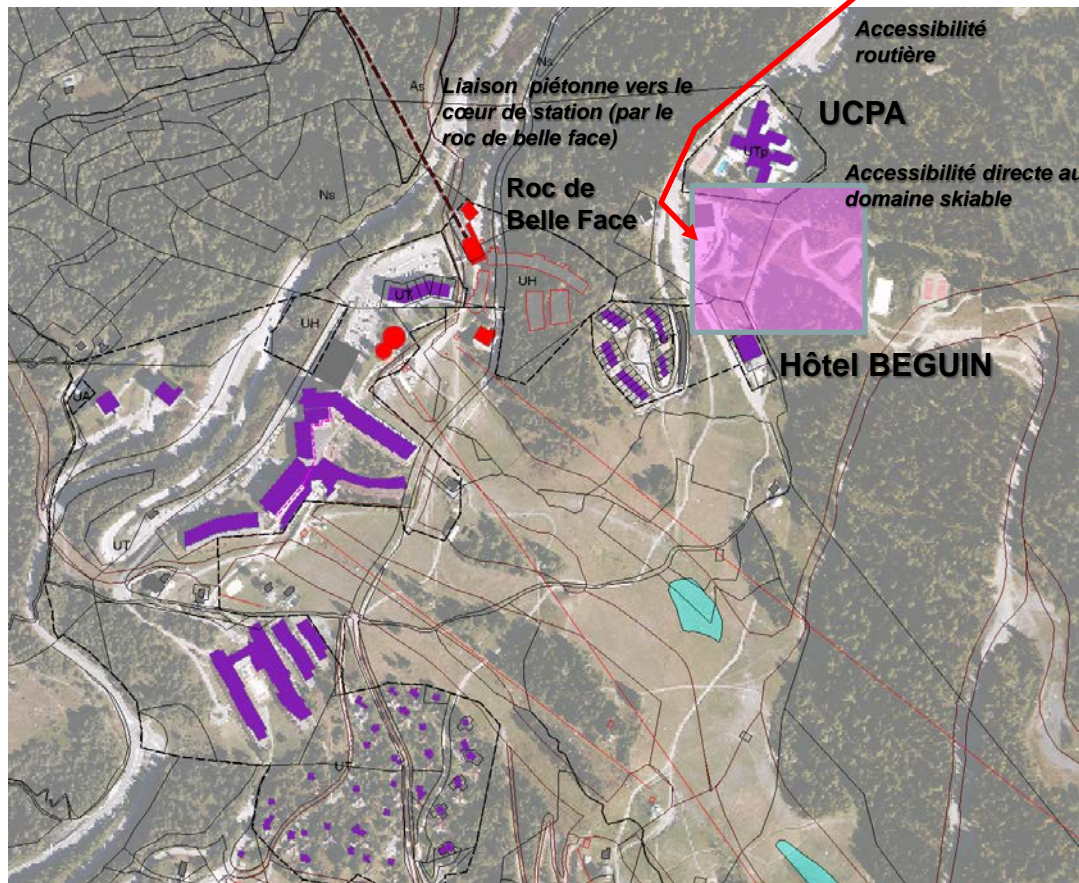 Accessibilité
routière
Ns
As
Liaison piétonne vers le
cœur de station (par le
roc de belle face)
UCPA
UTp
Accessibilité directe au
domaine skiable
Ns
Roc de
Belle Face
UH
UT
UH
Hôtel BEGUIN
UA
UT
UT